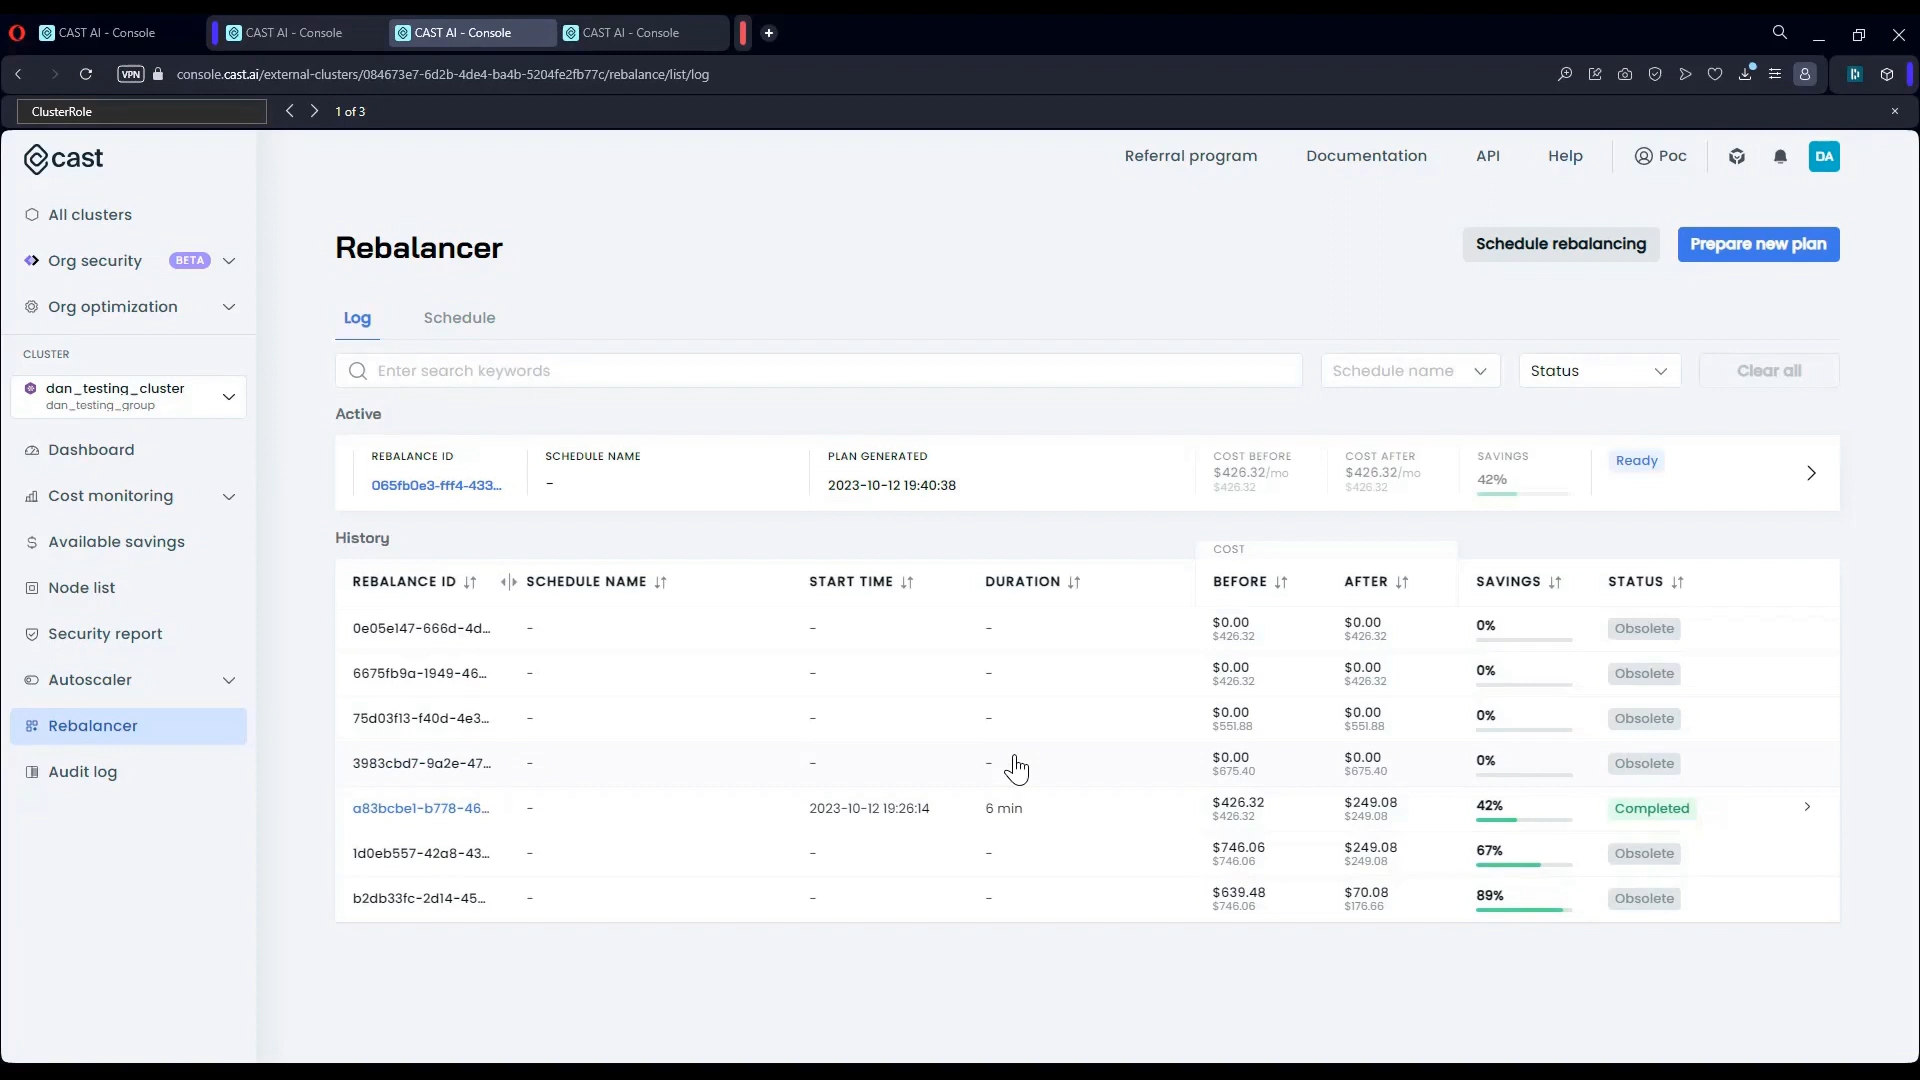 CAST AI - Console
CAST AI - Console
CAST AI - Console
CAST AI - Console
VPN
console.cast.ai/external-clusters/084673e7-6d2b-4de4-ba4b-5204fe2fb77c/rebalance/list/log
ClusterRole
1 of 3
cast
Referral program
Documentation
API
Help
Poc
DA
All clusters
Org security BETA
Org optimization
CLUSTER
dan_testing_cluster
dan_testing_group
Dashboard
Cost monitoring
Available savings
Node list
Security report
Autoscaler
Rebalancer
Audit log
Rebalancer
Schedule rebalancing
Prepare new plan
Log
Schedule
Enter search keywords
Schedule name
Status
Clear all
Active
REBALANCE ID SCHEDULE NAME PLAN GENERATED COST BEFORE COST AFTER SAVINGS Ready
065fb0e3-fff4-433... - 2023-10-12 19:40:38 $426.32/mo $426.32/mo 42%
$426.32 $426.32
History
COST
REBALANCE ID SCHEDULE NAME START TIME DURATION BEFORE AFTER SAVINGS STATUS
0e05e147-666d-4d... - - - $0.00 $0.00 0% Obsolete
$426.32 $426.32
6675fb9a-1949-46... - - - $0.00 $0.00 0% Obsolete
$426.32 $426.32
75d03f13-f40d-4e3... - - - $0.00 $0.00 0% Obsolete
$551.88 $551.88
3983cbd7-9a2e-47... - - - $0.00 $0.00 0% Obsolete
$675.40 $675.40
a83bcbe1-b778-46... - 2023-10-12 19:26:14 6 min $426.32 $249.08 42% Completed
$426.32 $249.08
1d0eb557-42a8-43... - - - $746.06 $249.08 67% Obsolete
$746.06 $249.08
b2db33fc-2d14-45... - - - $639.48 $70.08 89% Obsolete
$746.06 $176.66